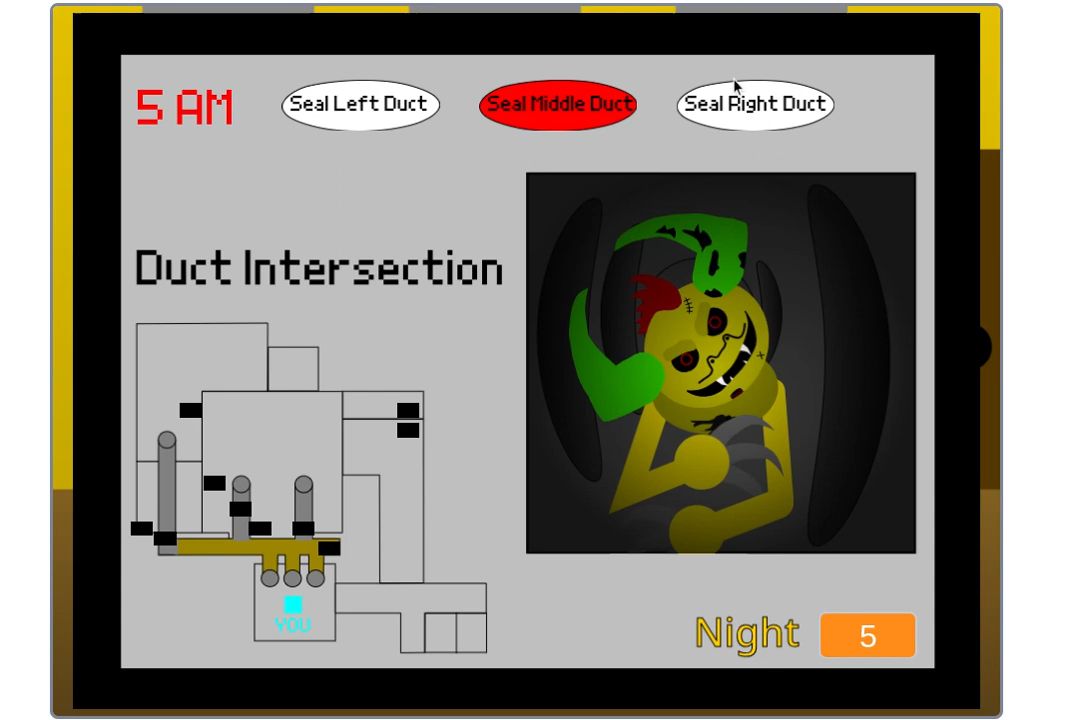 5 AM
Seal Left Duct
Seal Middle Duct
Seal Right Duct
Duct Intersection
YOU
Night 5